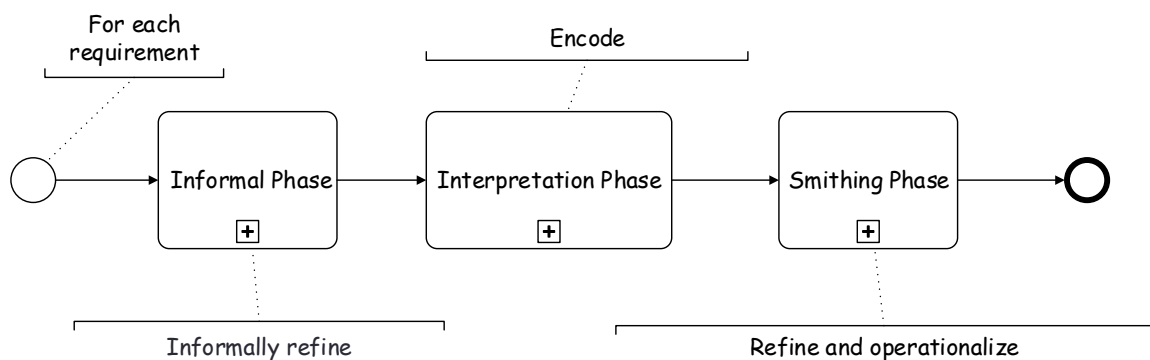 For each
requirement
Encode
Informal Phase
Interpretation Phase
Smithing Phase
Informally refine
Refine and operationalize